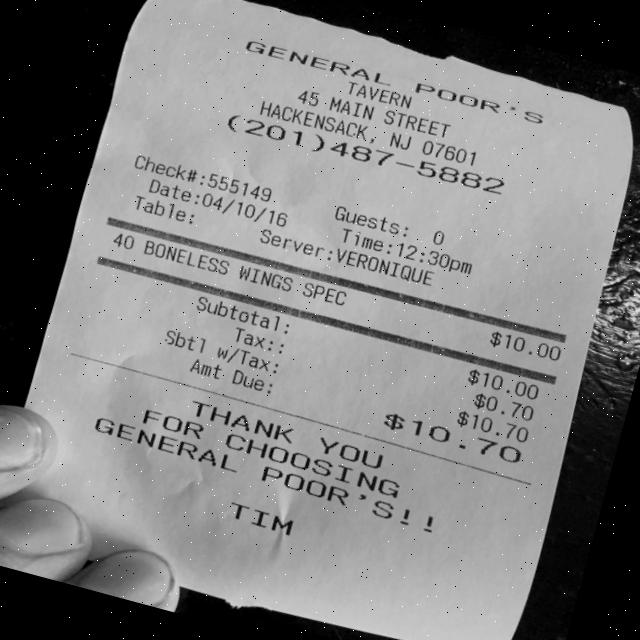 GENERAL POOR'S
TAVERN
45 MAIN STREET
HACKENSACK, NJ 07601
(201)487-5882
Check#:555149 Guests: 0
Date:04/10/16 Time:12:30pm
Table: Server:VERONIQUE
40 BONELESS WINGS SPEC $10.00
Subtotal: $10.00
Tax:: $0.70
Sbtl w/Tax: $10.70
Amt Due: $10.70
THANK YOU
FOR CHOOSING
GENERAL POOR'S!!
TIM